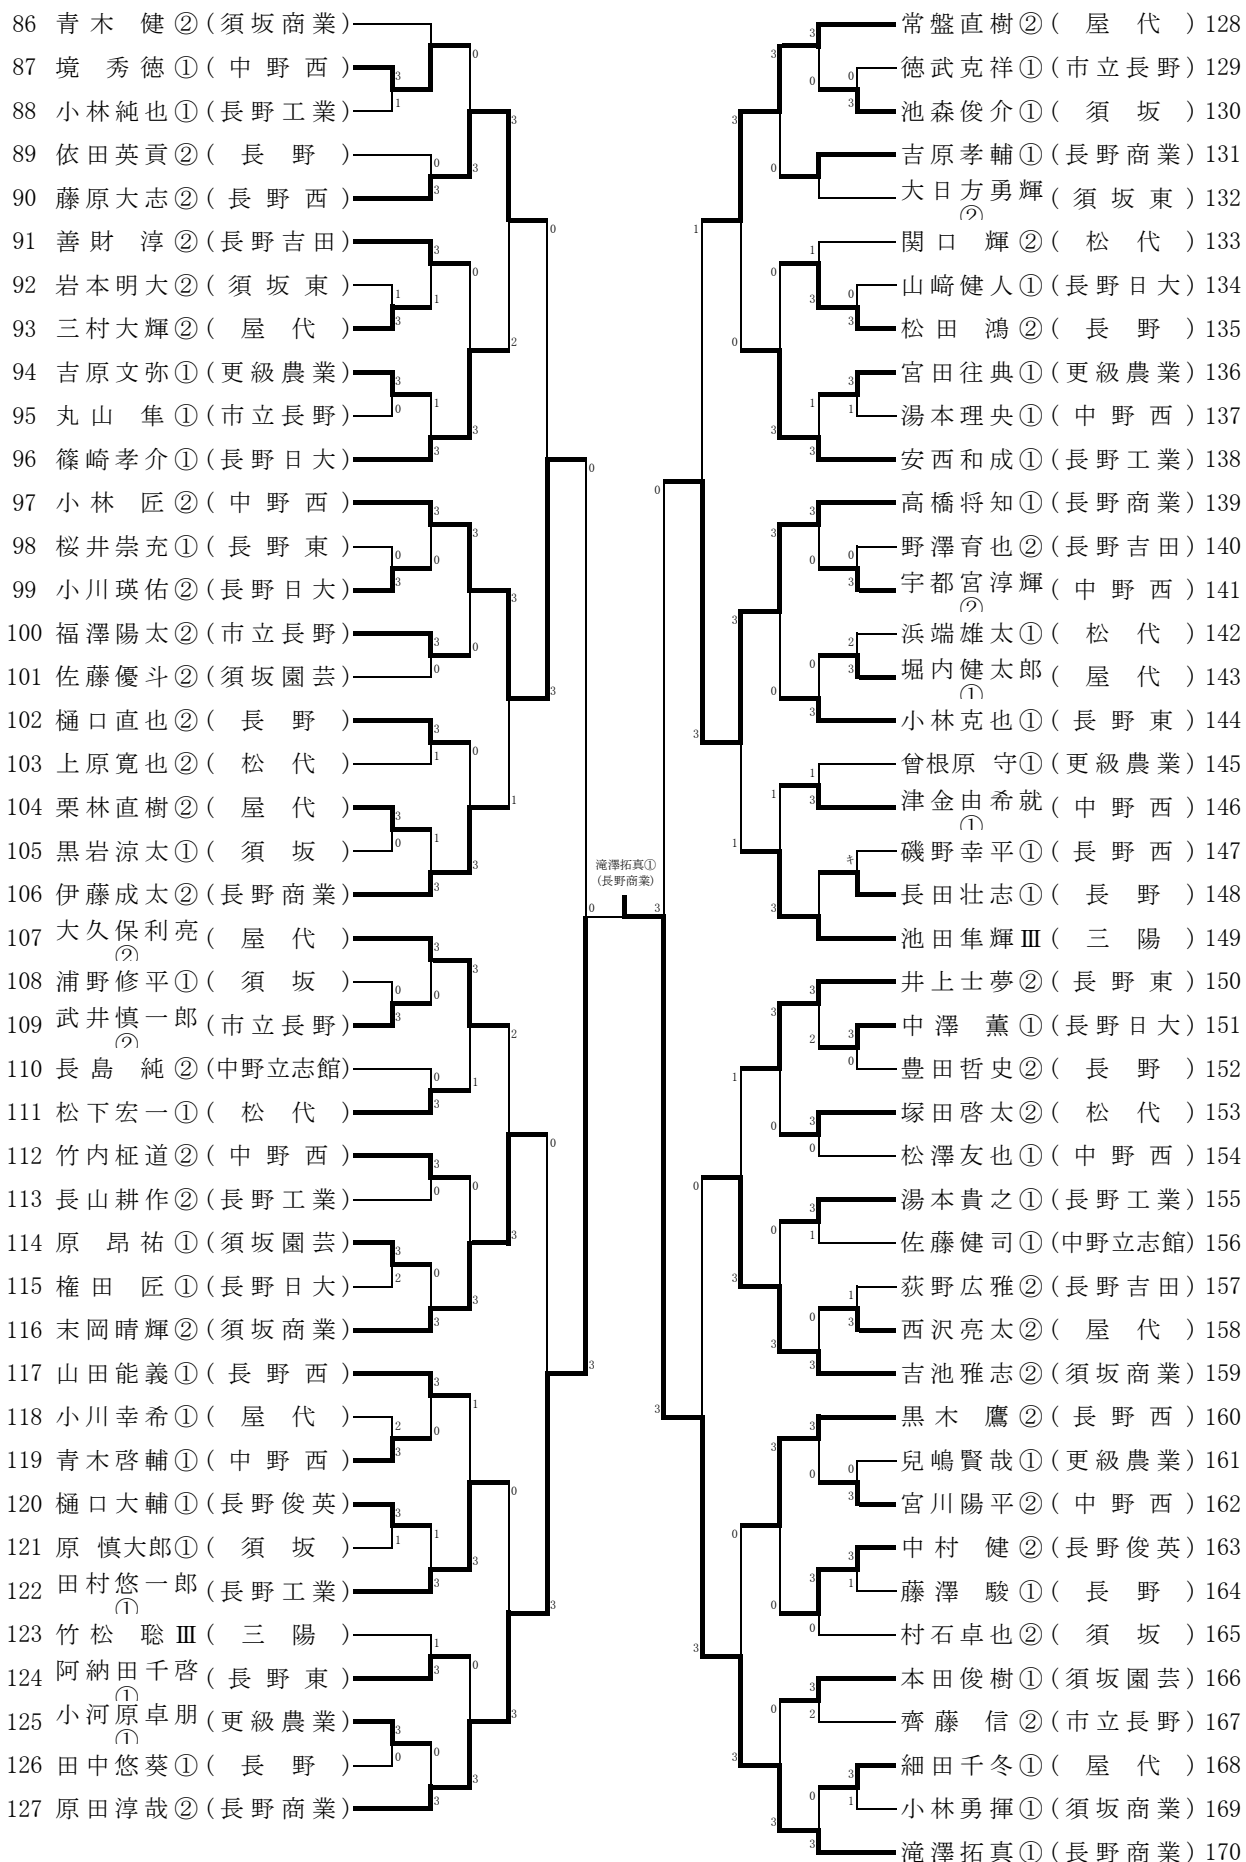 86 青木 健②(須坂商業)
87 境 秀徳①(中野西)
88 小林純也①(長野工業)
89 依田英貢②(長野)
90 藤原大志②(長野西)
91 善財 淳②(長野吉田)
92 岩本明大②(須坂東)
93 三村大輝②(屋代)
94 吉原文弥①(更級農業)
95 丸山 隼①(市立長野)
96 篠崎孝介①(長野日大)
97 小林 匠②(中野西)
98 桜井崇充①(長野東)
99 小川瑛佑②(長野日大)
100 福澤陽太②(市立長野)
101 佐藤優斗②(須坂園芸)
102 樋口直也②(長野)
103 上原寛也②(松代)
104 栗林直樹②(屋代)
105 黒岩涼太①(須坂)
106 伊藤成太②(長野商業)
107 大久保利亮②(屋代)
108 浦野修平①(須坂)
109 武井慎一郎②(市立長野)
110 長島 純②(中野立志館)
111 松下宏一①(松代)
112 竹内柾道②(中野西)
113 長山耕作②(長野工業)
114 原 昂祐①(須坂園芸)
115 権田 匠①(長野日大)
116 末岡晴輝②(須坂商業)
117 山田能義①(長野西)
118 小川幸希①(屋代)
119 青木啓輔①(中野西)
120 樋口大輔①(長野俊英)
121 原 慎太郎①(須坂)
122 田村悠一郎①(長野工業)
123 竹松 聡Ⅲ(三陽)
124 阿納田千啓①(長野東)
125 小河原卓朋①(更級農業)
126 田中悠葵①(長野)
127 原田淳哉②(長野商業)
滝澤拓真①
(長野商業)
常盤直樹②(屋代)128
徳武克祥①(市立長野)129
池森俊介①(須坂)130
吉原孝輔①(長野商業)131
大日方勇輝②(須坂東)132
関口 輝②(松代)133
山﨑健人①(長野日大)134
松田 鴻②(長野)135
宮田往典①(更級農業)136
湯本理央①(中野西)137
安西和成①(長野工業)138
高橋将知①(長野商業)139
野澤育也②(長野吉田)140
宇都宮淳輝②(中野西)141
浜端雄太①(松代)142
堀内健太郎①(屋代)143
小林克也①(長野東)144
曾根原 守①(更級農業)145
津金由希就①(中野西)146
磯野幸平①(長野西)147
長田壮志①(長野)148
池田隼輝Ⅲ(三陽)149
井上士夢②(長野東)150
中澤 薫①(長野日大)151
豊田哲史②(長野)152
塚田啓太②(松代)153
松澤友也①(中野西)154
湯本貴之①(長野工業)155
佐藤健司①(中野立志館)156
荻野広雅②(長野吉田)157
西沢亮太②(屋代)158
吉池雅志②(須坂商業)159
黒木 鷹②(長野西)160
兒嶋賢哉①(更級農業)161
宮川陽平②(中野西)162
中村 健②(長野俊英)163
藤澤 駿①(長野)164
村石卓也②(須坂)165
本田俊樹①(須坂園芸)166
齊藤 信②(市立長野)167
細田千冬①(屋代)168
小林勇揮①(須坂商業)169
滝澤拓真①(長野商業)170